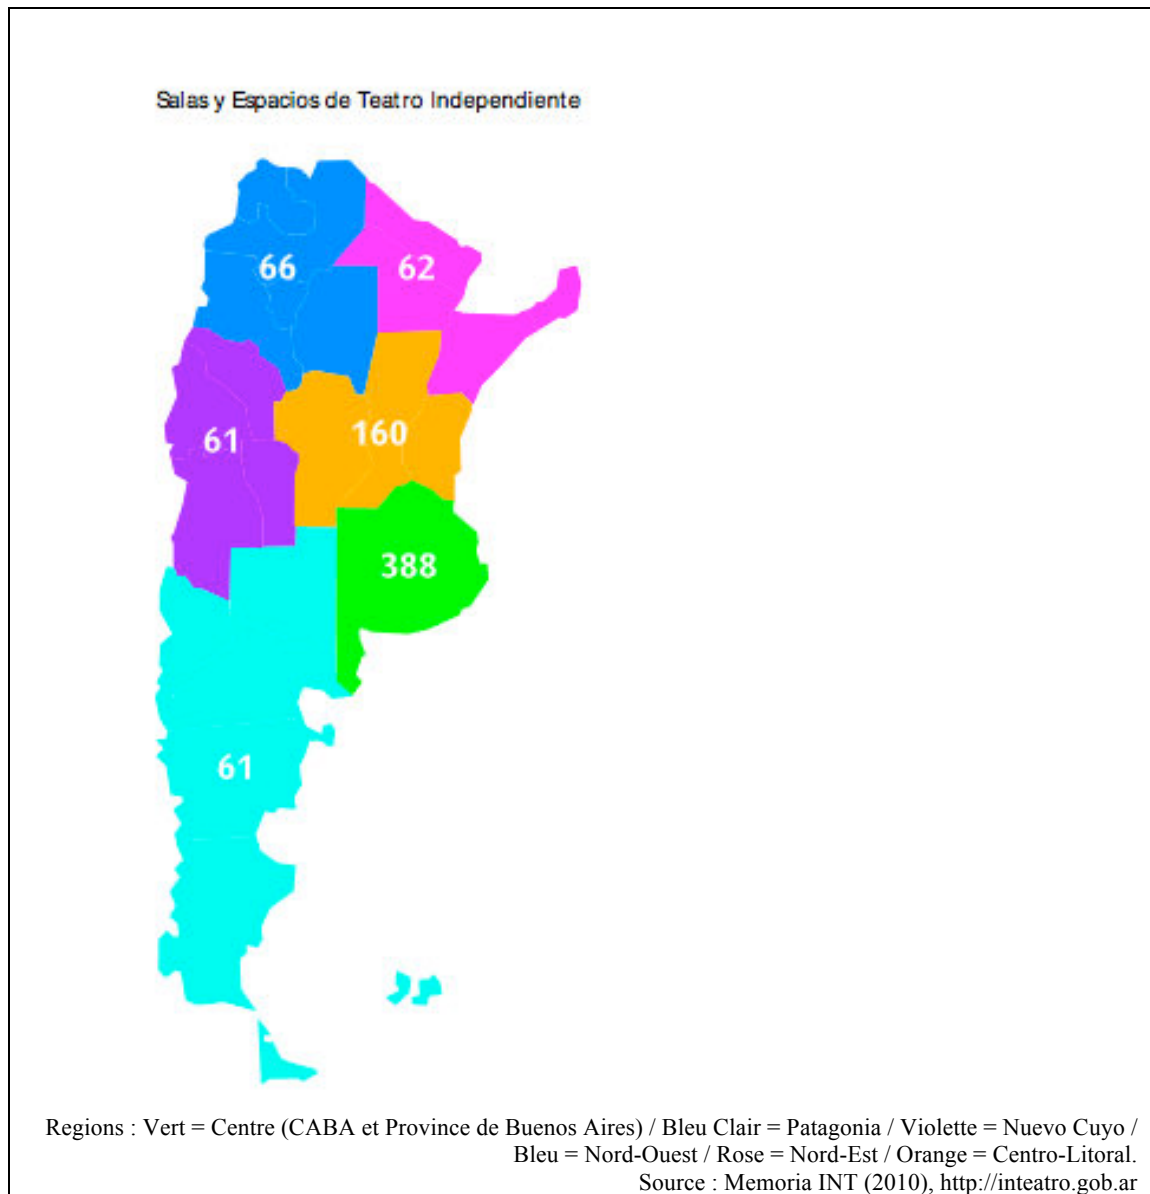 Salas y Espacios de Teatro Independiente
66
62
61
160
388
61
Regions : Vert = Centre (CABA et Province de Buenos Aires) / Bleu Clair = Patagonia / Violette = Nuevo Cuyo /
Bleu = Nord-Ouest / Rose = Nord-Est / Orange = Centro-Litoral.
Source : Memoria INT (2010), http://inteatro.gob.ar